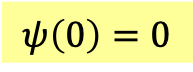 ψ(0) = 0